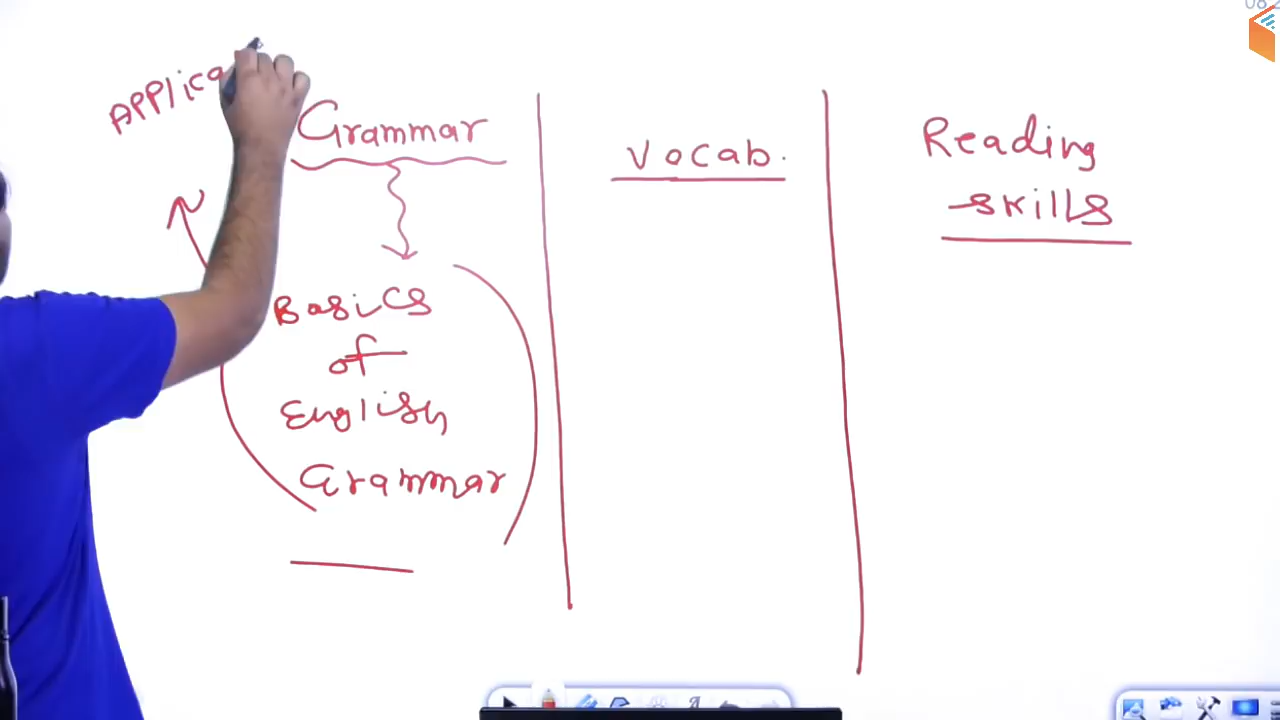 Applica
Grammar
Basics
of
English
Grammar
Vocab.
Reading
skills